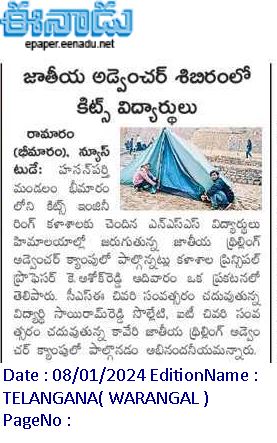 ఈనాడు
epaper.eenadu.net
జాతీయ అడ్వెంచర్ శిబిరంలో
కిట్స్ విద్యార్థులు
రామారం
(భీమారం), న్యూస్
టుడే: హసన్‌పర్తి
మండలం భీమారం
లోని కిట్స్ ఇంజినీ
రింగ్ కళాశాలకు చెందిన ఎన్ఎస్ఎస్ విద్యార్థులు
హిమాలయాల్లో జరుగుతున్న జాతీయ థ్రిల్లింగ్
అడ్వెంచర్ క్యాంపులో పాల్గొన్నట్లు కళాశాల ప్రిన్సిపల్
ప్రొఫెసర్ కె.అశోక్‌రెడ్డి ఆదివారం ఒక ప్రకటనలో
తెలిపారు. సీఎస్ఈ చివరి సంవత్సరం చదువుతున్న
విద్యార్థి సాయిరామ్‌రెడ్డి సొల్లేటి, ఐటీ చివరి సంవ
త్సరం చదువుతున్న కావేరి జాతీయ థ్రిల్లింగ్ అడ్వెం
చర్ క్యాంపులో పాల్గొనడం అభినందనీయమన్నారు.
Date : 08/01/2024 EditionName :
TELANGANA( WARANGAL )
PageNo :